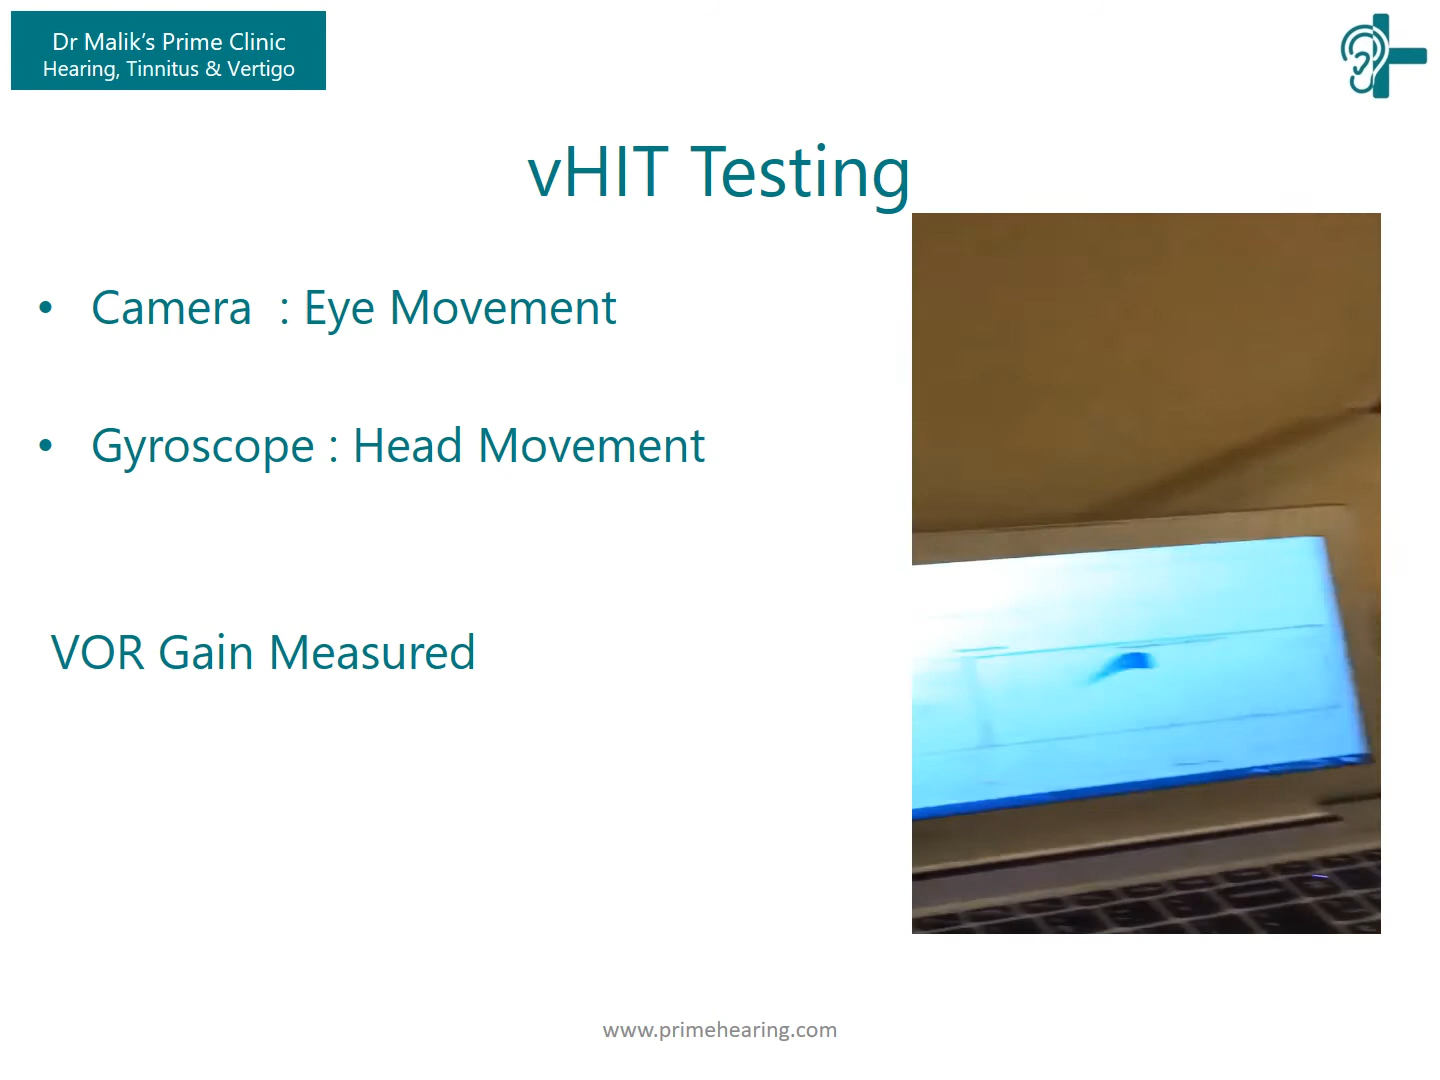 Dr Malik’s Prime Clinic
Hearing, Tinnitus & Vertigo
vHIT Testing
• Camera  : Eye Movement
• Gyroscope : Head Movement
VOR Gain Measured
www.primehearing.com